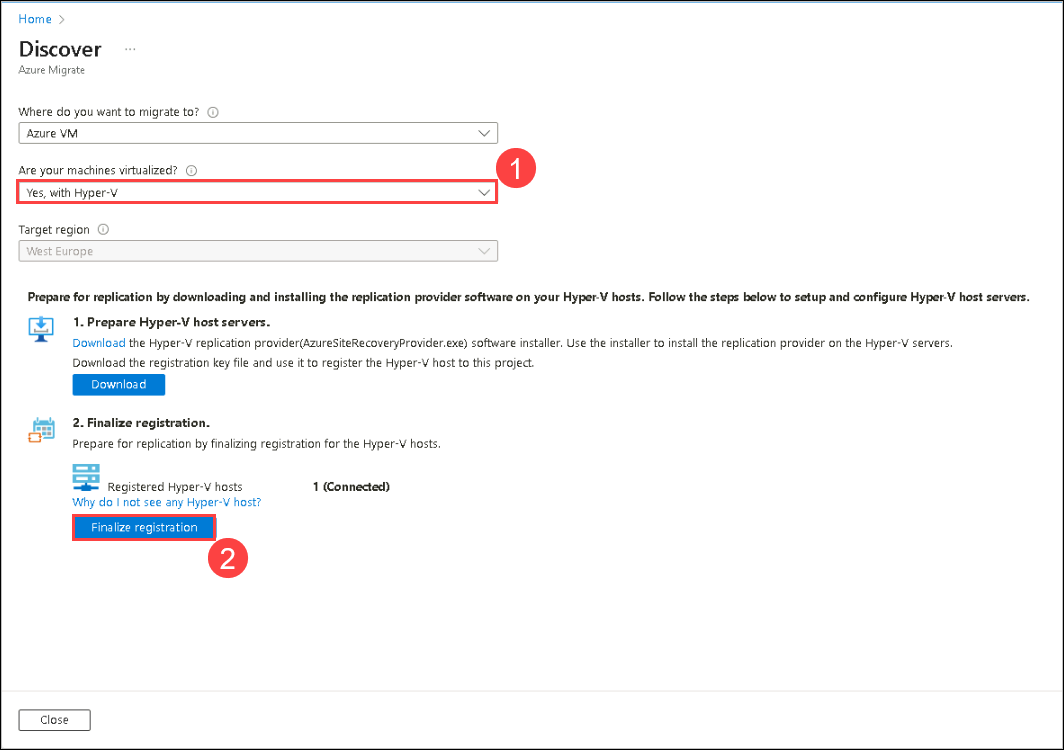 Home
Discover ...
Azure Migrate
Where do you want to migrate to?
Azure VM
Are your machines virtualized?
1
Yes, with Hyper-V
Target region
West Europe
Prepare for replication by downloading and installing the replication provider software on your Hyper-V hosts. Follow the steps below to setup and configure Hyper-V host servers.
1. Prepare Hyper-V host servers.
Download the Hyper-V replication provider(AzureSiteRecoveryProvider.exe) software installer. Use the installer to install the replication provider on the Hyper-V servers.
Download the registration key file and use it to register the Hyper-V host to this project.
Download
2. Finalize registration.
Prepare for replication by finalizing registration for the Hyper-V hosts.
Registered Hyper-V hosts 1 (Connected)
Why do I not see any Hyper-V host?
Finalize registration
2
Close